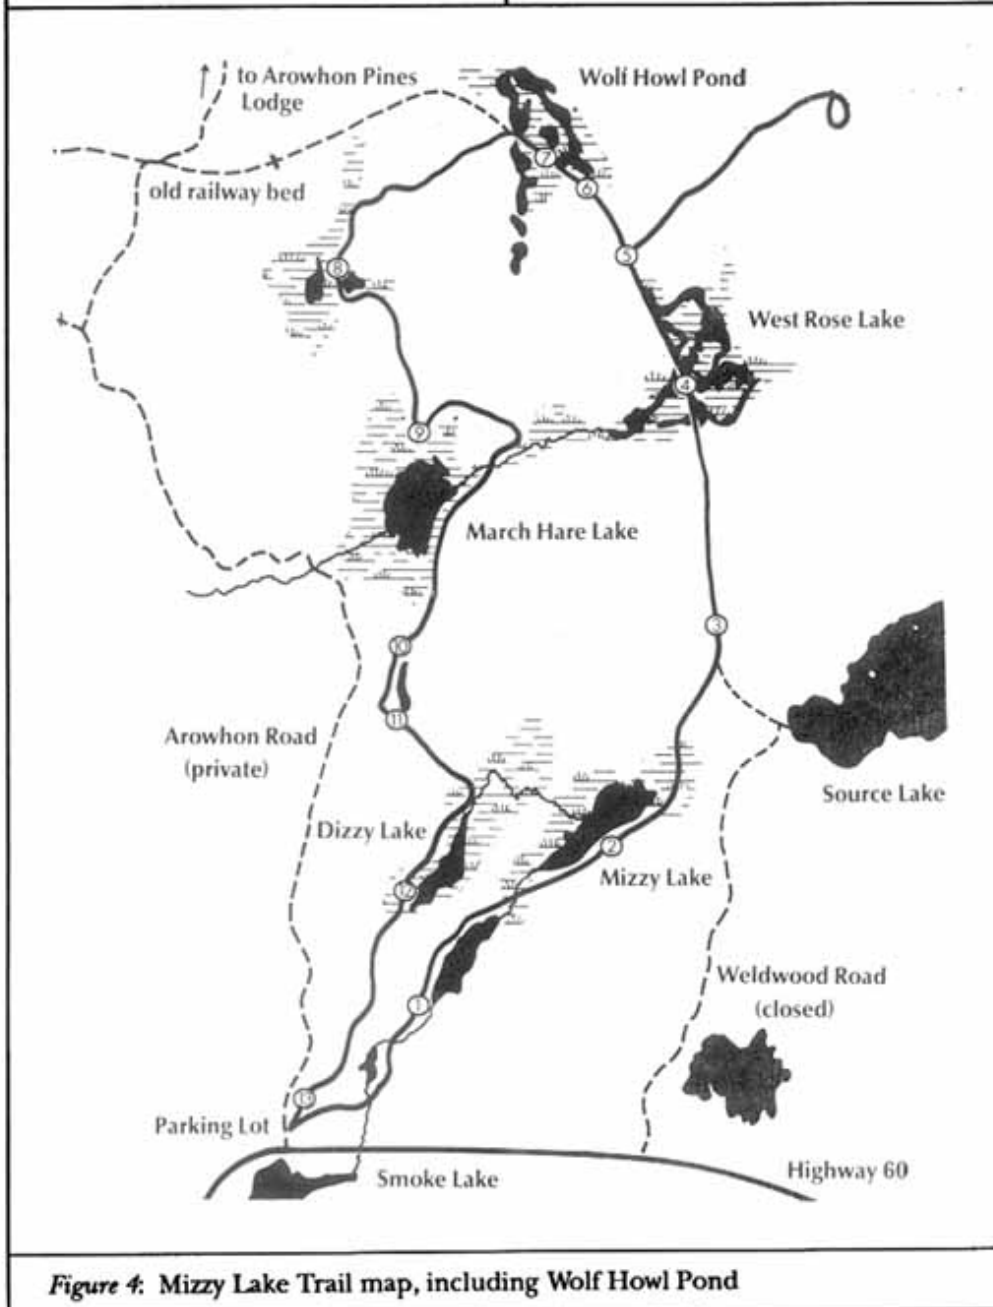 to Arowhon Pines
Lodge
Wolf Howl Pond
old railway bed
7
6
5
8
West Rose Lake
4
9
March Hare Lake
3
10
11
Arowhon Road
(private)
Source Lake
Dizzy Lake
2
Mizzy Lake
12
Weldwood Road
(closed)
1
13
Parking Lot
Highway 60
Smoke Lake
Figure 4: Mizzy Lake Trail map, including Wolf Howl Pond